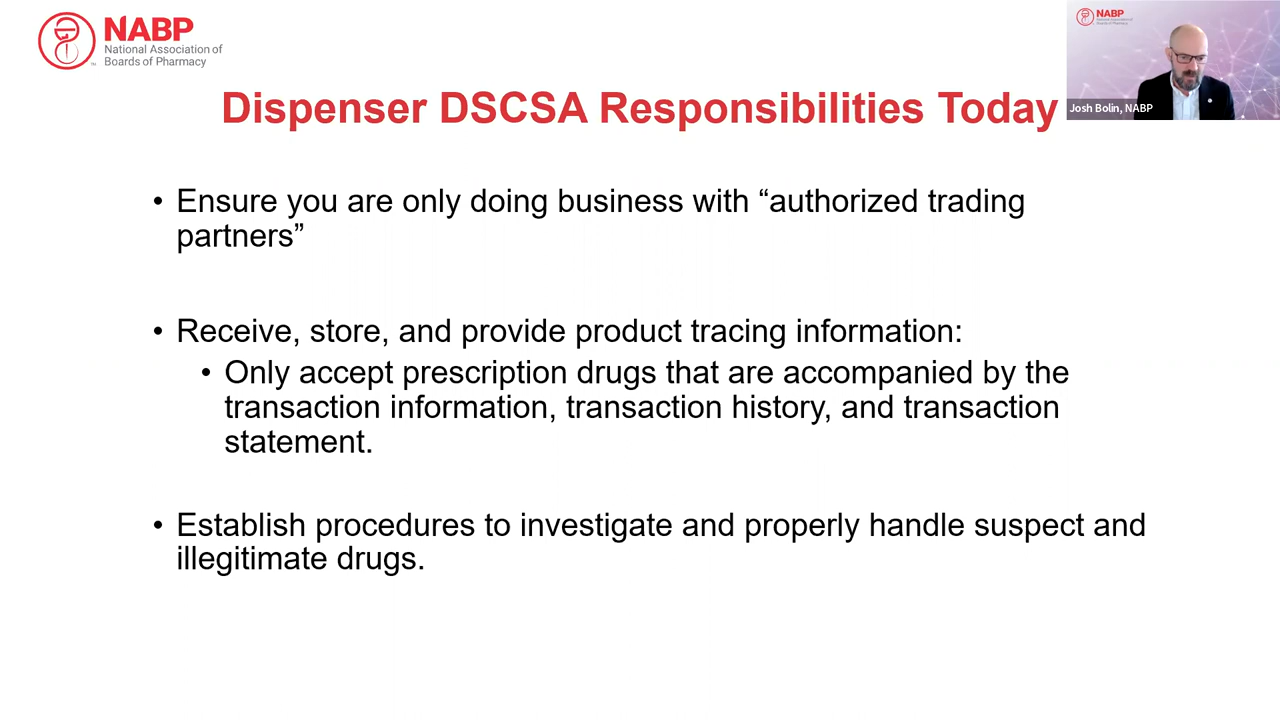 NABP
National Association of
Boards of Pharmacy
NABP
Josh Bolin, NABP
Dispenser DSCSA Responsibilities Today
• Ensure you are only doing business with “authorized trading
partners”
• Receive, store, and provide product tracing information:
• Only accept prescription drugs that are accompanied by the
transaction information, transaction history, and transaction
statement.
• Establish procedures to investigate and properly handle suspect and
illegitimate drugs.